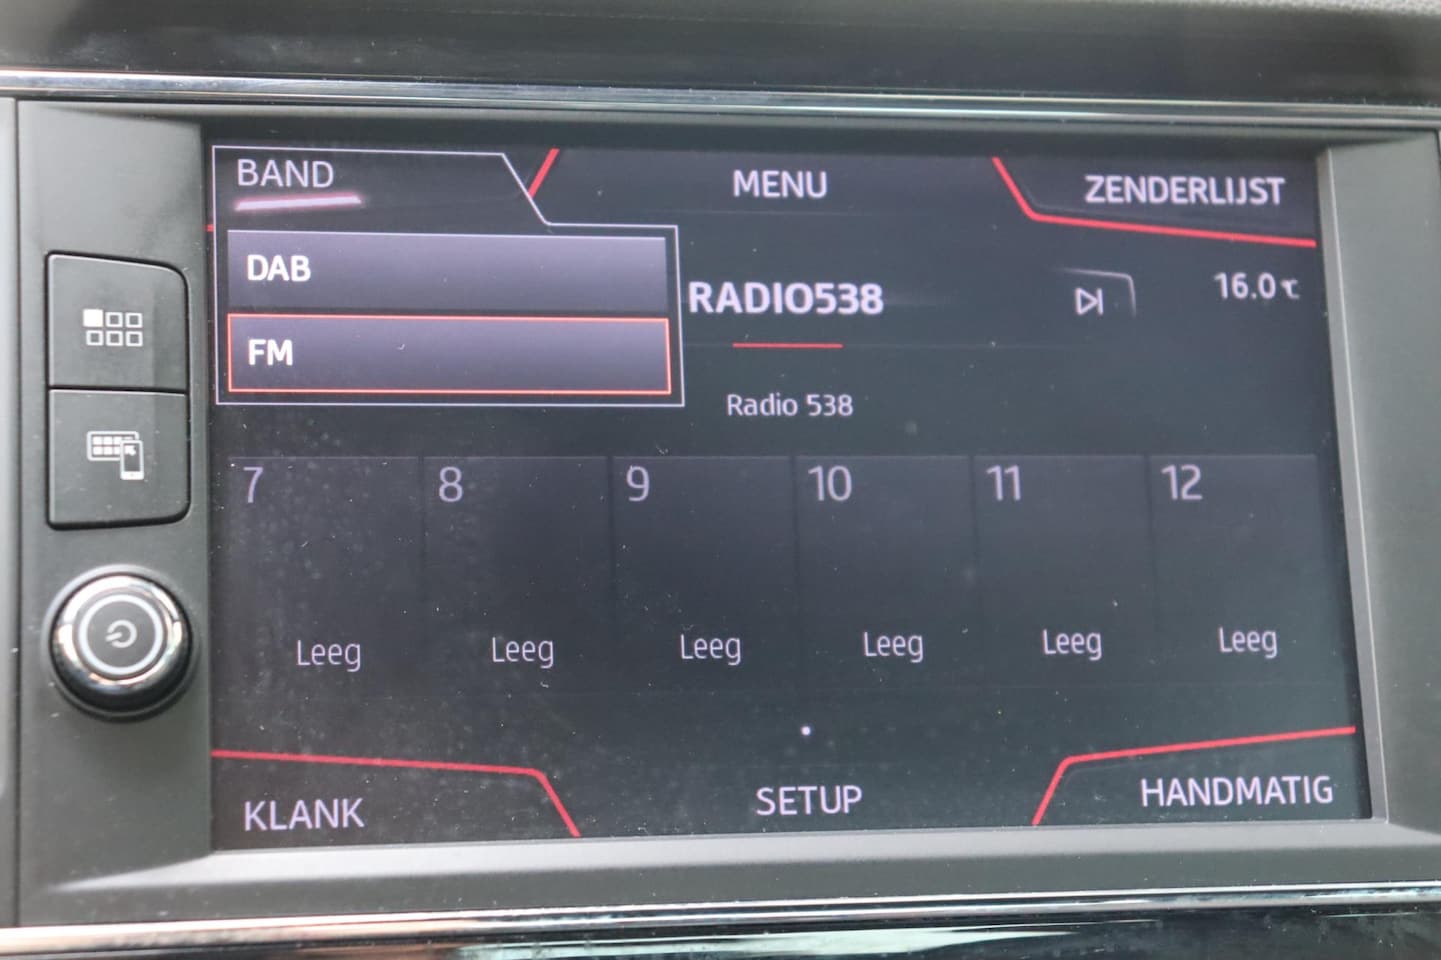 BAND
MENU
ZENDERLIJST
DAB
RADIO538
16.0℃
FM
Radio 538
7
8
9
10
11
12
Leeg
Leeg
Leeg
Leeg
Leeg
Leeg
KLANK
SETUP
HANDMATIG